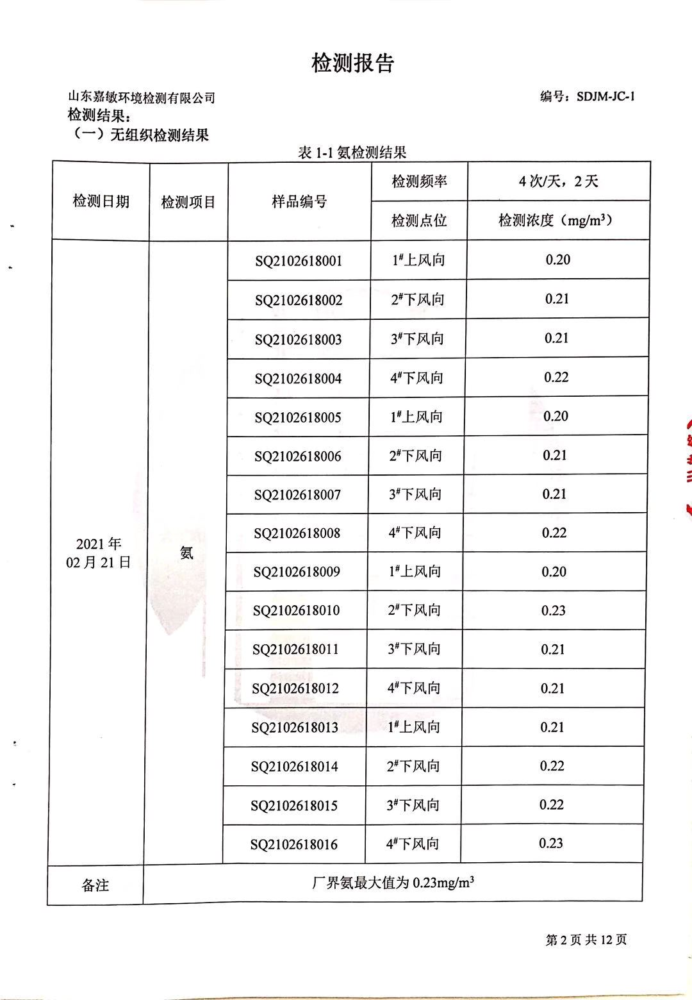 检测报告
山东嘉敏环境检测有限公司 编号：SDJM-JC-1
检测结果：
（一）无组织检测结果
表 1-1 氨检测结果
检测日期 检测项目 样品编号 检测频率 4 次/天，2 天
检测点位 检测浓度（mg/m³）
SQ2102618001 1#上风向 0.20
SQ2102618002 2#下风向 0.21
SQ2102618003 3#下风向 0.21
SQ2102618004 4#下风向 0.22
SQ2102618005 1#上风向 0.20
SQ2102618006 2#下风向 0.21
SQ2102618007 3#下风向 0.21
SQ2102618008 4#下风向 0.22
2021 年
02 月 21 日
氨
SQ2102618009 1#上风向 0.20
SQ2102618010 2#下风向 0.23
SQ2102618011 3#下风向 0.21
SQ2102618012 4#下风向 0.21
SQ2102618013 1#上风向 0.21
SQ2102618014 2#下风向 0.22
SQ2102618015 3#下风向 0.22
SQ2102618016 4#下风向 0.23
备注 厂界氨最大值为 0.23mg/m³
第 2 页 共 12 页